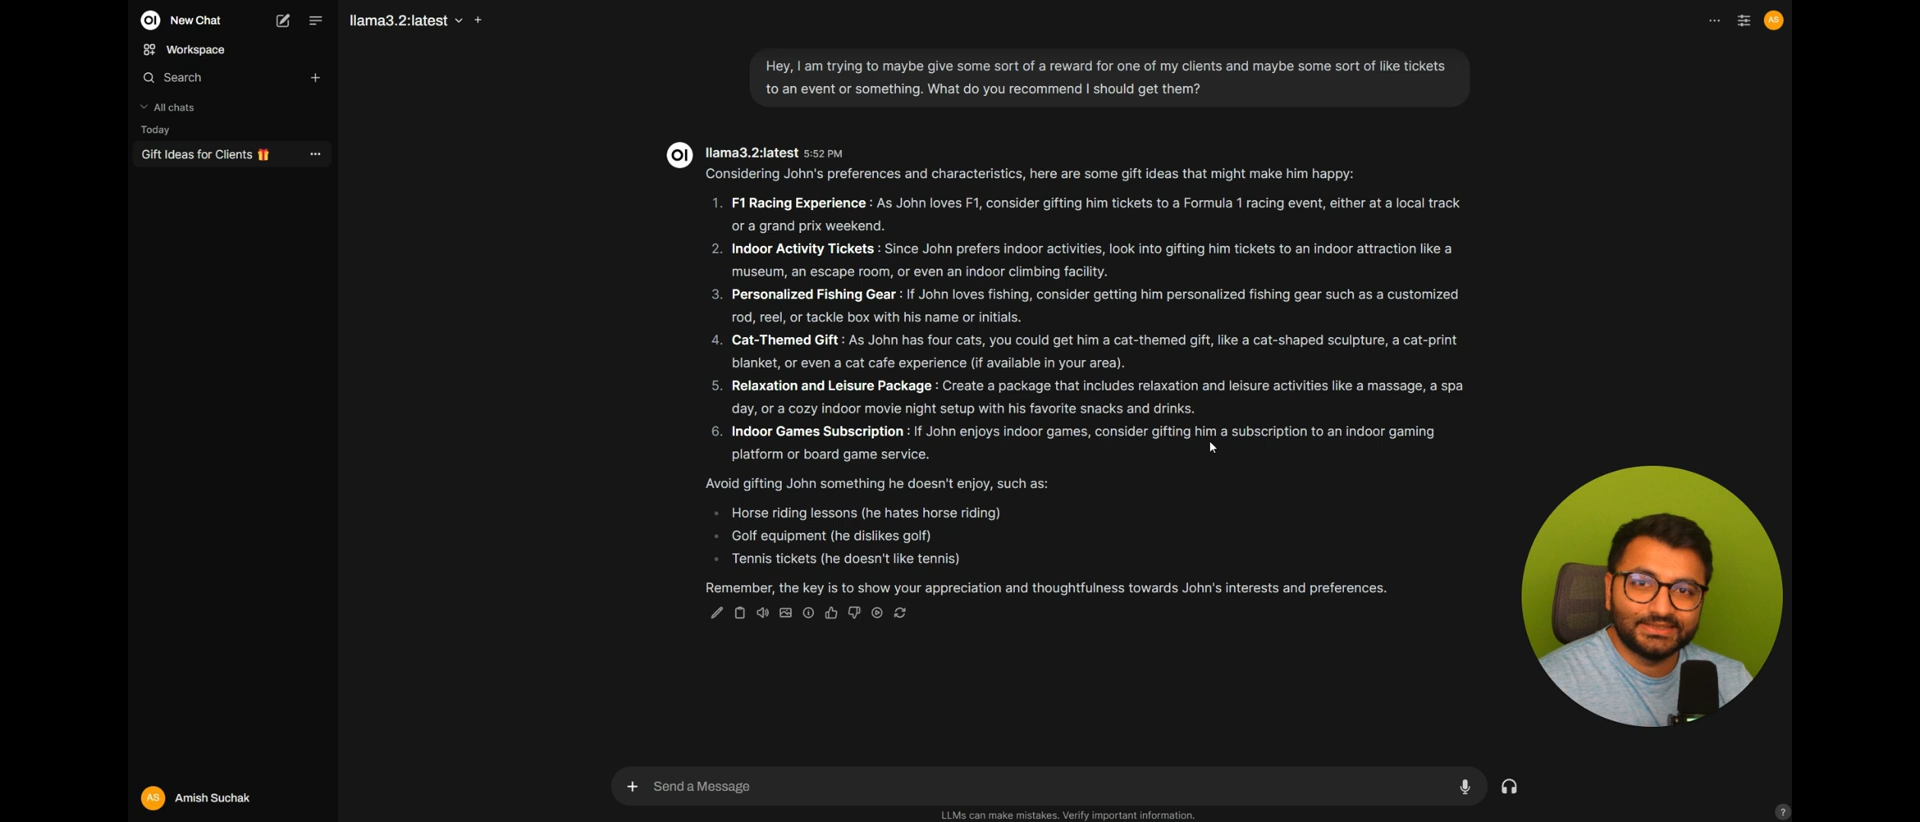 OI New Chat
Workspace
Search
All chats
Today
Gift Ideas for Clients
AS Amish Suchak
llama3.2:latest
AS
Hey, I am trying to maybe give some sort of a reward for one of my clients and maybe some sort of like tickets
to an event or something. What do you recommend I should get them?
OI llama3.2:latest 5:52 PM
Considering John's preferences and characteristics, here are some gift ideas that might make him happy:
1. F1 Racing Experience : As John loves F1, consider gifting him tickets to a Formula 1 racing event, either at a local track
or a grand prix weekend.
2. Indoor Activity Tickets : Since John prefers indoor activities, look into gifting him tickets to an indoor attraction like a
museum, an escape room, or even an indoor climbing facility.
3. Personalized Fishing Gear : If John loves fishing, consider getting him personalized fishing gear such as a customized
rod, reel, or tackle box with his name or initials.
4. Cat-Themed Gift : As John has four cats, you could get him a cat-themed gift, like a cat-shaped sculpture, a cat-print
blanket, or even a cat cafe experience (if available in your area).
5. Relaxation and Leisure Package : Create a package that includes relaxation and leisure activities like a massage, a spa
day, or a cozy indoor movie night setup with his favorite snacks and drinks.
6. Indoor Games Subscription : If John enjoys indoor games, consider gifting him a subscription to an indoor gaming
platform or board game service.
Avoid gifting John something he doesn't enjoy, such as:
• Horse riding lessons (he hates horse riding)
• Golf equipment (he dislikes golf)
• Tennis tickets (he doesn't like tennis)
Remember, the key is to show your appreciation and thoughtfulness towards John's interests and preferences.
Send a Message
LLMs can make mistakes. Verify important information.
?